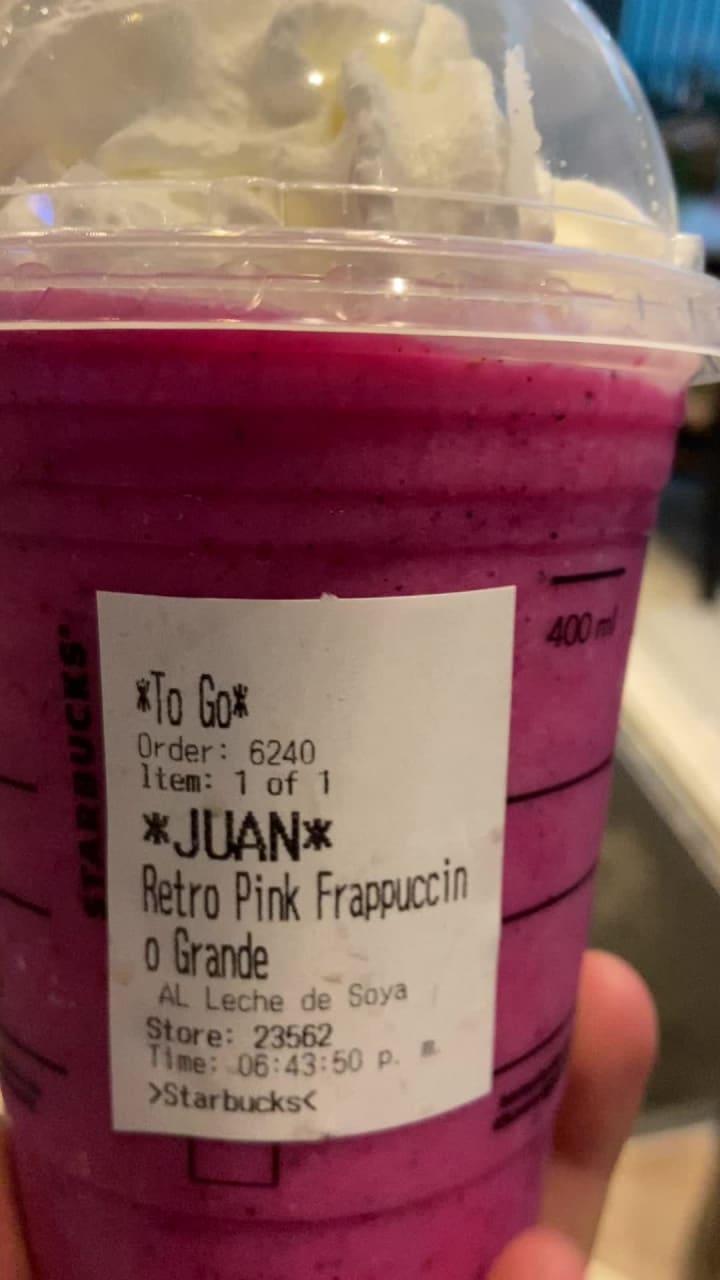 400 ml
STARBUCKS
*To Go*
Order: 6240
Item: 1 of 1
*JUAN*
Retro Pink Frappuccin
o Grande
AL Leche de Soya
Store: 23562
Time: 06:43:50 p. m.
>Starbucks<